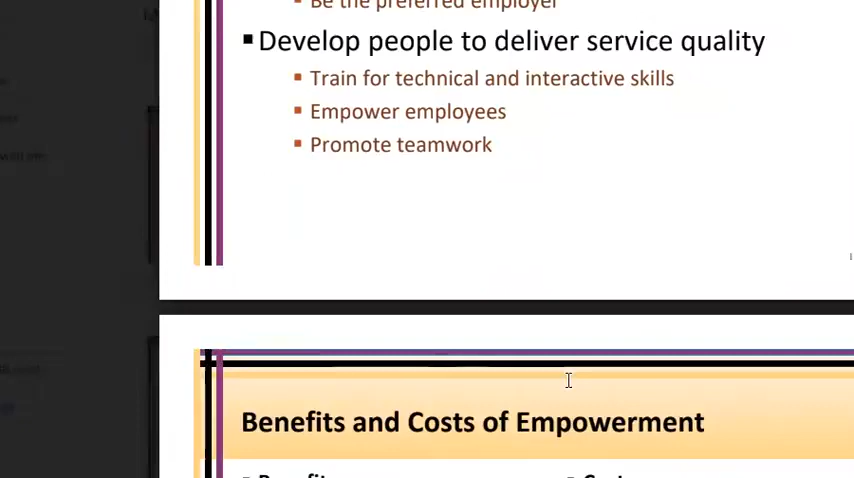 Be the preferred employer
Develop people to deliver service quality
Train for technical and interactive skills
Empower employees
Promote teamwork
Benefits and Costs of Empowerment